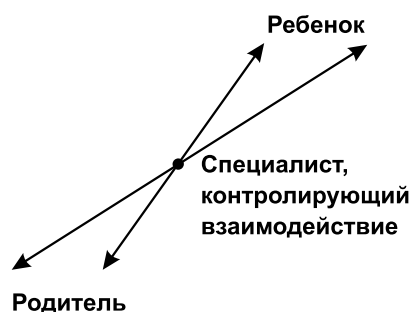 Ребенок
Специалист,
контролирующий
взаимодействие
Родитель